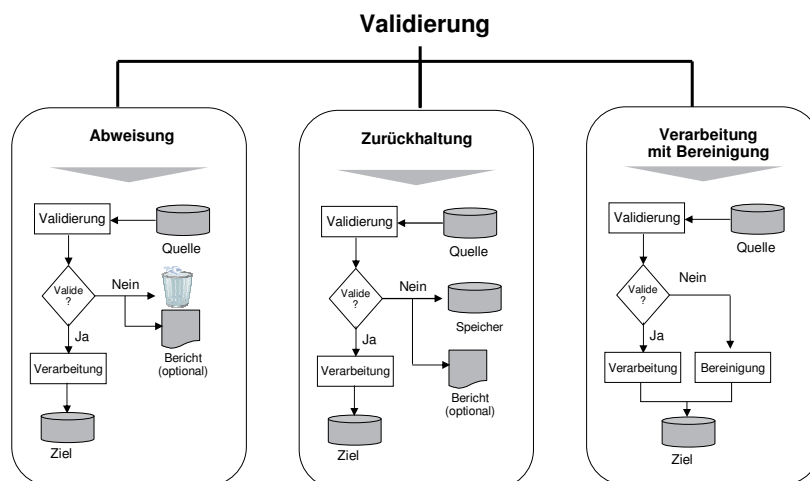 Validierung
Abweisung
Validierung
Quelle
Valide
?
Nein
Ja
Bericht
(optional)
Verarbeitung
Ziel
Zurückhaltung
Validierung
Quelle
Valide
?
Nein
Speicher
Ja
Verarbeitung
Bericht
(optional)
Ziel
Verarbeitung
mit Bereinigung
Validierung
Quelle
Valide
?
Nein
Ja
Verarbeitung
Bereinigung
Ziel